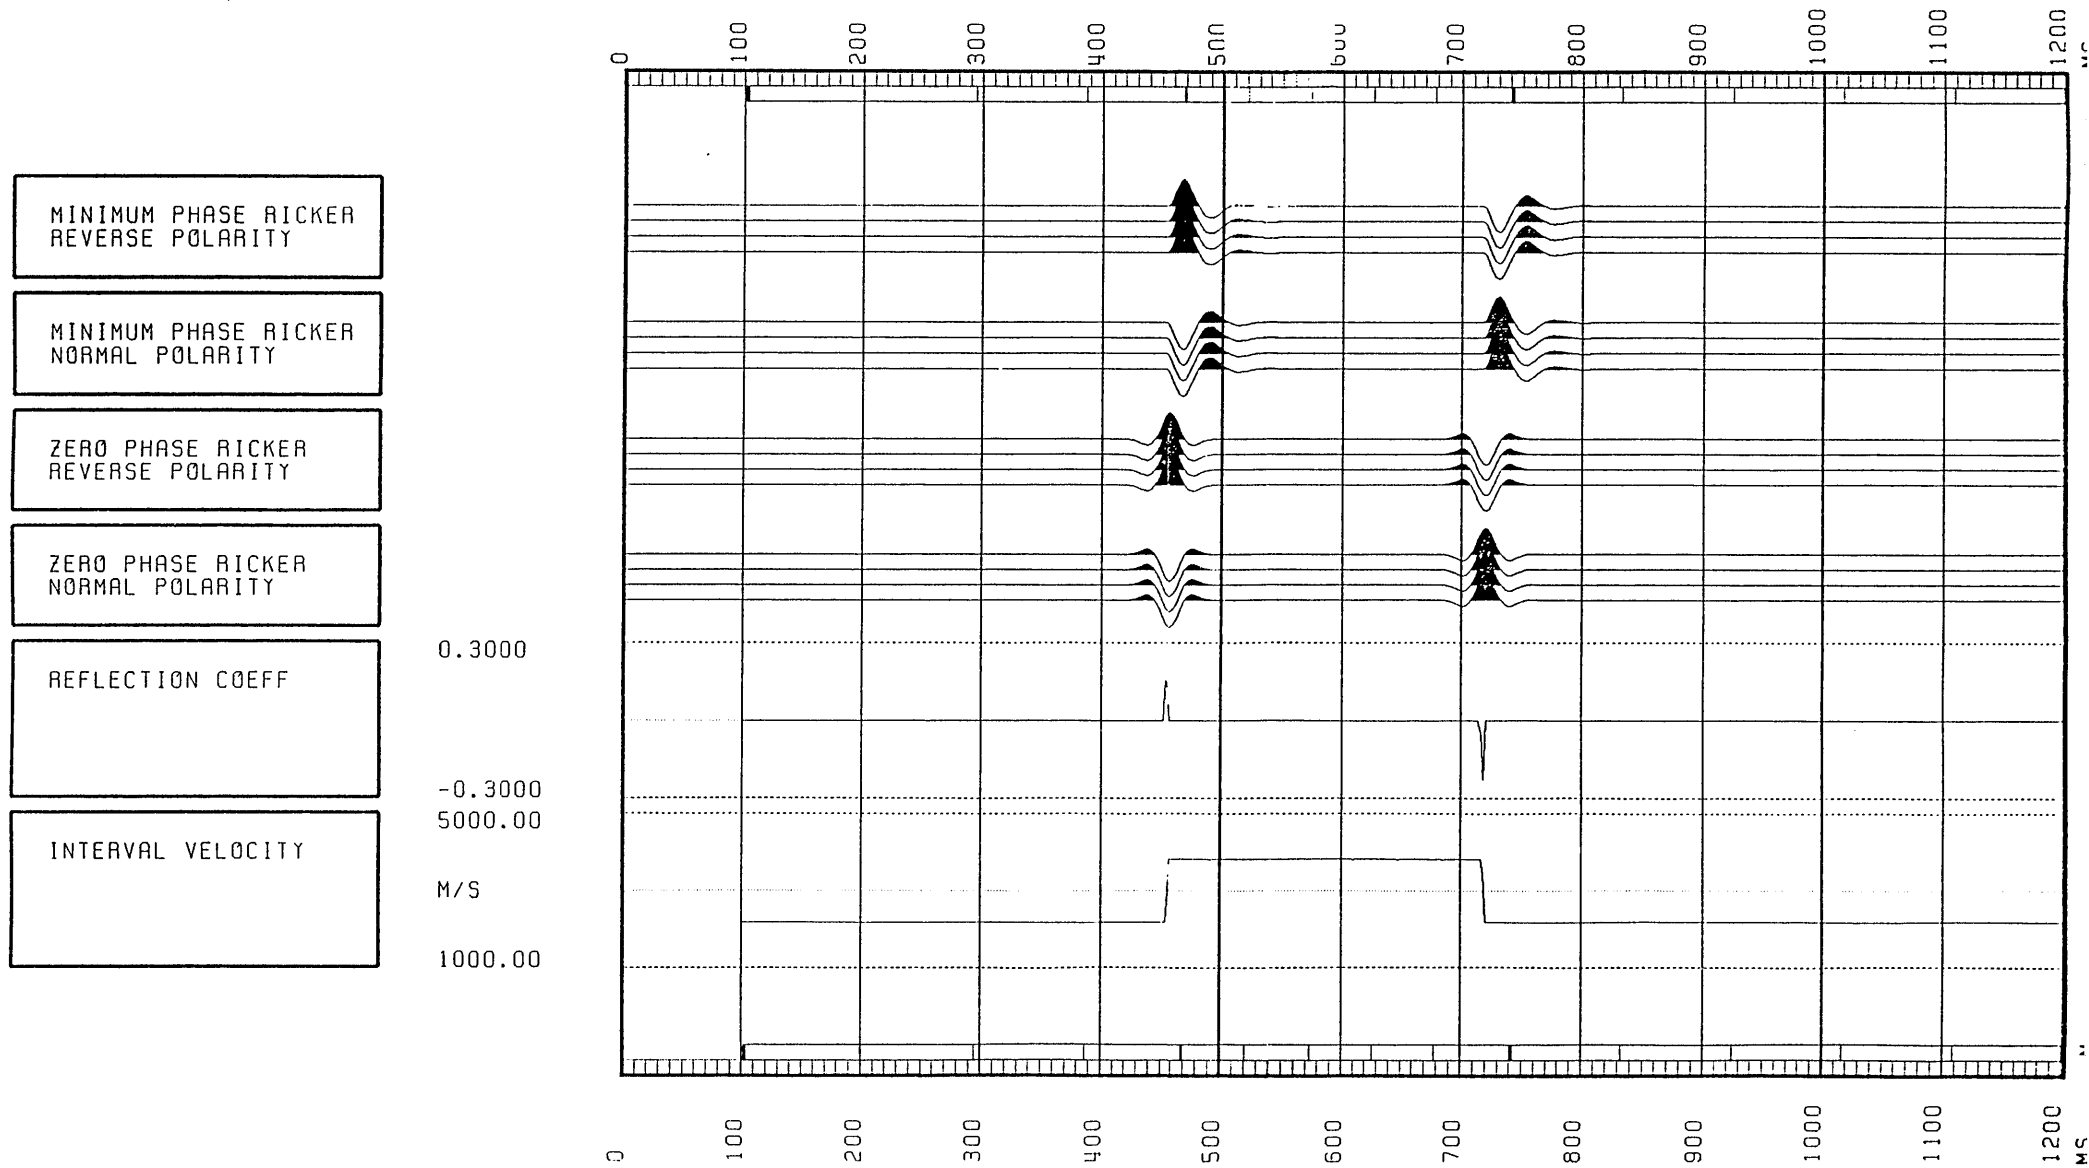 0 100 200 300 400 500 600 700 800 900 1000 1100 1200
MINIMUM PHASE RICKER
REVERSE POLARITY
MINIMUM PHASE RICKER
NORMAL POLARITY
ZERO PHASE RICKER
REVERSE POLARITY
ZERO PHASE RICKER
NORMAL POLARITY
0.3000
REFLECTION COEFF
-0.3000
5000.00
INTERVAL VELOCITY
M/S
1000.00
0 100 200 300 400 500 600 700 800 900 1000 1100 1200
MS